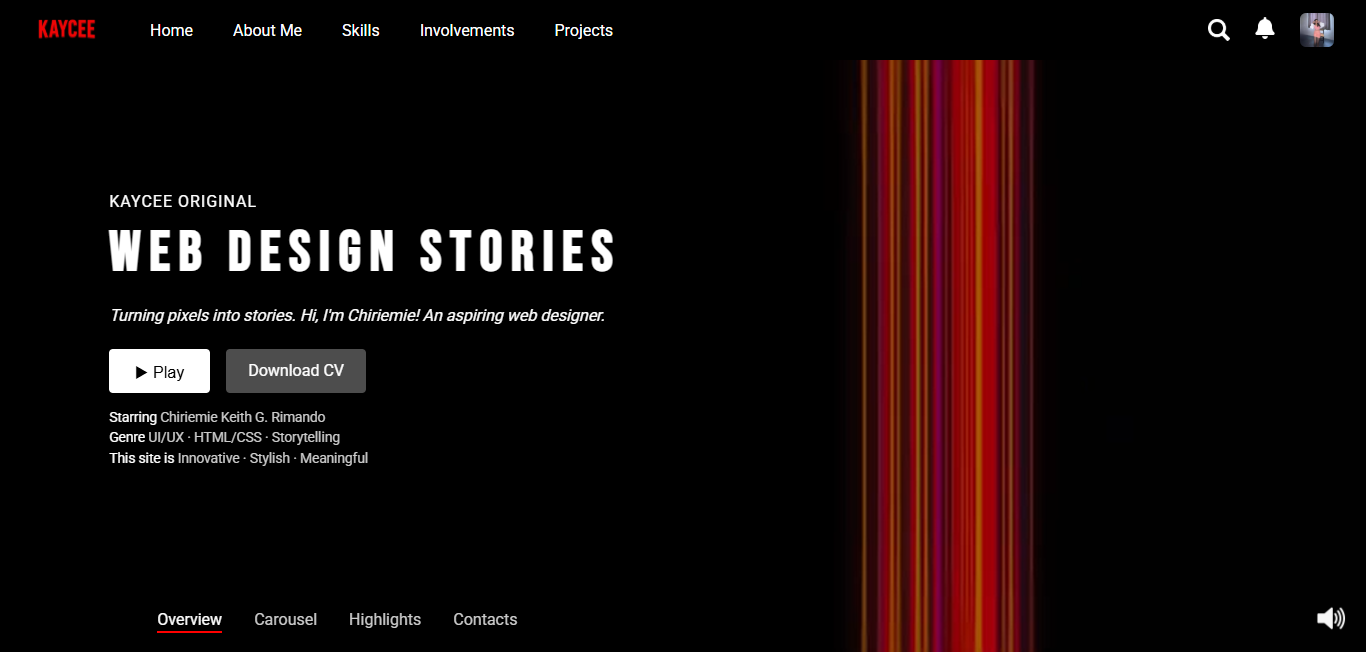 KAYCEE Home About Me Skills Involvements Projects
KAYCEE ORIGINAL
WEB DESIGN STORIES
Turning pixels into stories. Hi, I'm Chiriemie! An aspiring web designer.
Play Download CV
Starring Chiriemie Keith G. Rimando
Genre UI/UX · HTML/CSS · Storytelling
This site is Innovative · Stylish · Meaningful
Overview Carousel Highlights Contacts